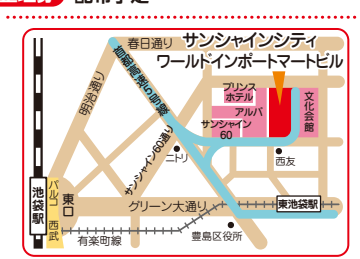 配布予定
春日通り
サンシャインシティ
ワールドインポートマートビル
首都高速5号線
明治通り
プリンス
ホテル
アルパ
サンシャイン
60
文化会館
サンシャイン60通り
ニトリ
西友
池袋駅
パルコ 西武
東口
グリーン大通り
東池袋駅
有楽町線
豊島区役所